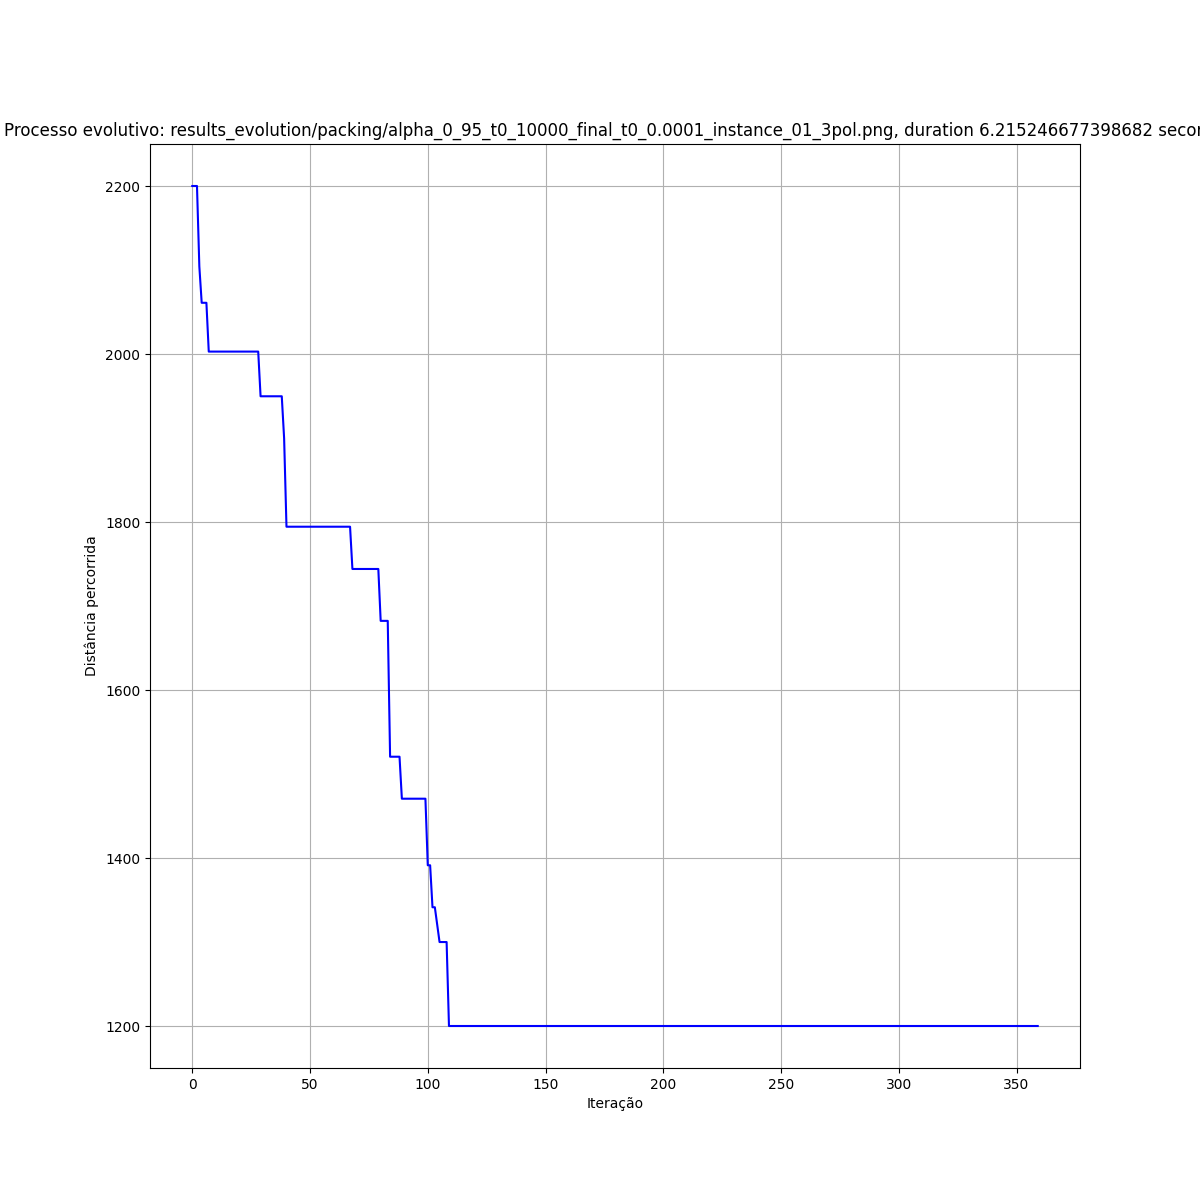 Processo evolutivo: results_evolution/packing/alpha_0_95_t0_10000_final_t0_0.0001_instance_01_3pol.png, duration 6.215246677398682
2200
2000
1800
1600
1400
1200
Distância percorrida
0 50 100 150 200 250 300 350
Iteração